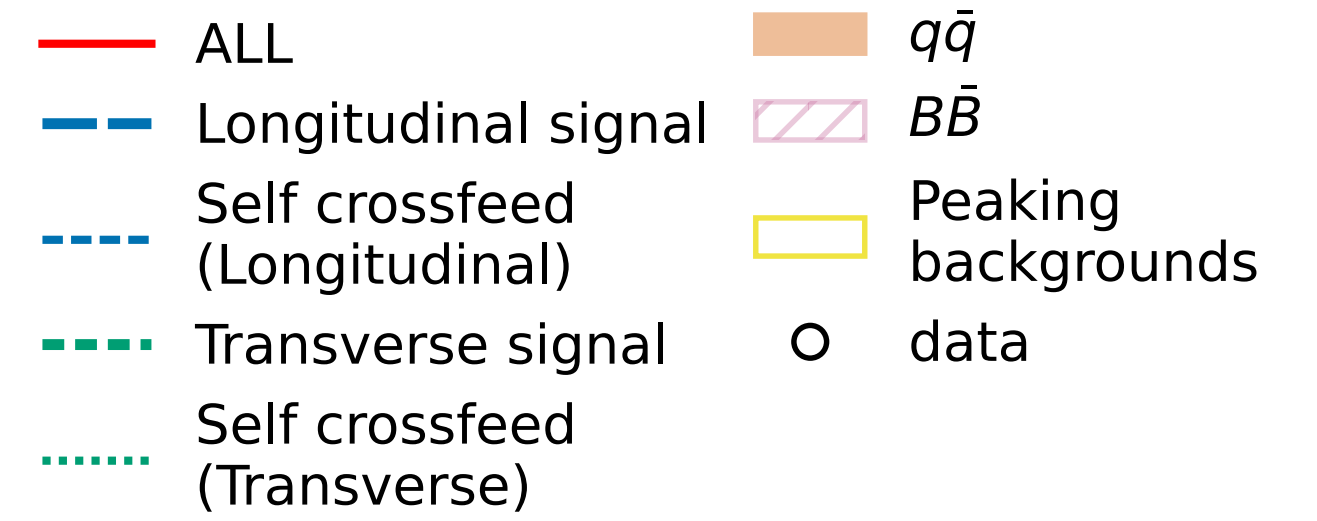 ALL
Longitudinal signal
Self crossfeed
(Longitudinal)
Transverse signal
Self crossfeed
(Transverse)
qq̄
BB̄
Peaking
backgrounds
data